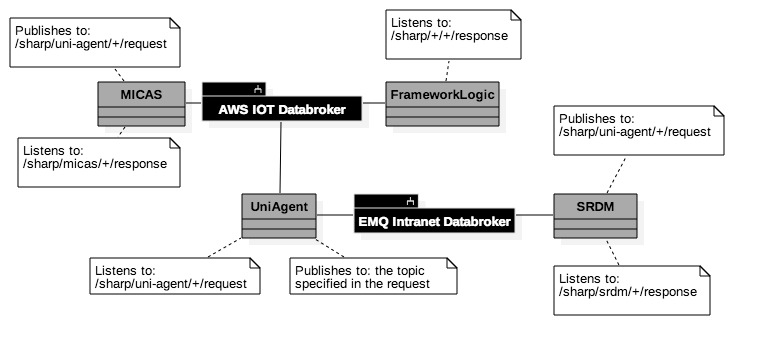 Publishes to:
/sharp/uni-agent/+/request
Listens to:
/sharp/+/+/response
MICAS
AWS IOT Databroker
FrameworkLogic
Listens to:
/sharp/micas/+/response
Publishes to:
/sharp/uni-agent/+/request
UniAgent
EMQ Intranet Databroker
SRDM
Listens to:
/sharp/uni-agent/+/request
Publishes to: the topic
specified in the request
Listens to:
/sharp/srdm/+/response